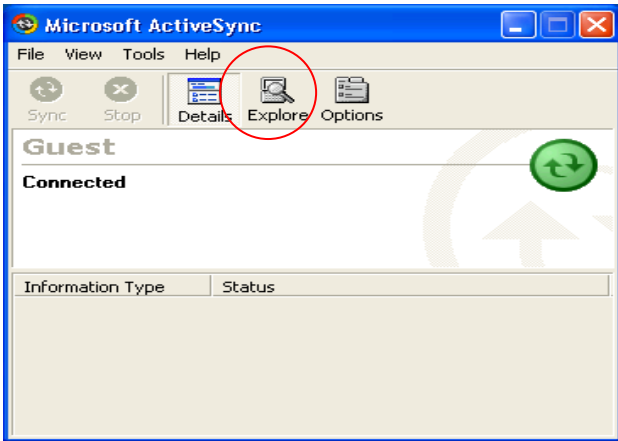 Microsoft ActiveSync
File View Tools Help
Sync Stop Details Explore Options
Guest
Connected
Information Type Status